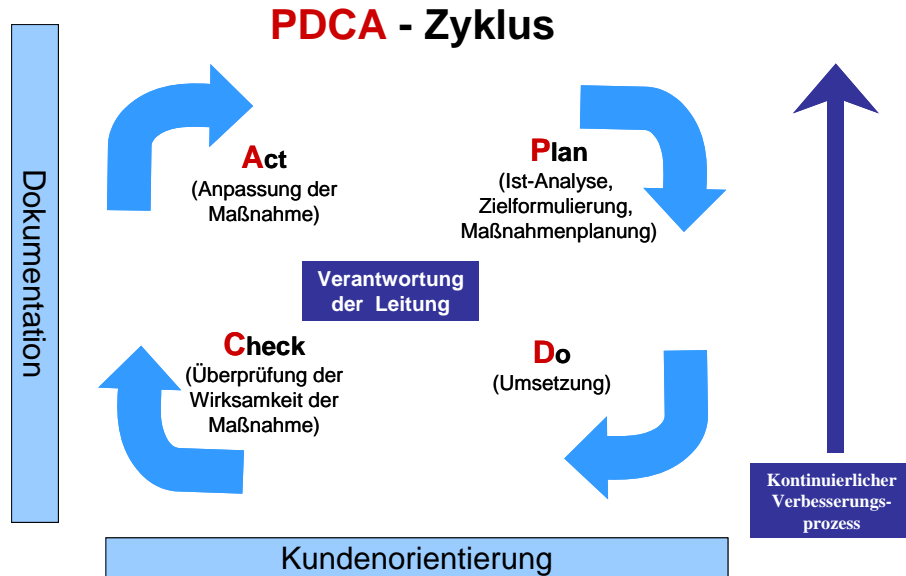 PDCA - Zyklus
Dokumentation
Act
(Anpassung der
Maßnahme)
Plan
(Ist-Analyse,
Zielformulierung,
Maßnahmenplanung)
Verantwortung
der Leitung
Check
(Überprüfung der
Wirksamkeit der
Maßnahme)
Do
(Umsetzung)
Kontinuierlicher
Verbesserungs-
prozess
Kundenorientierung